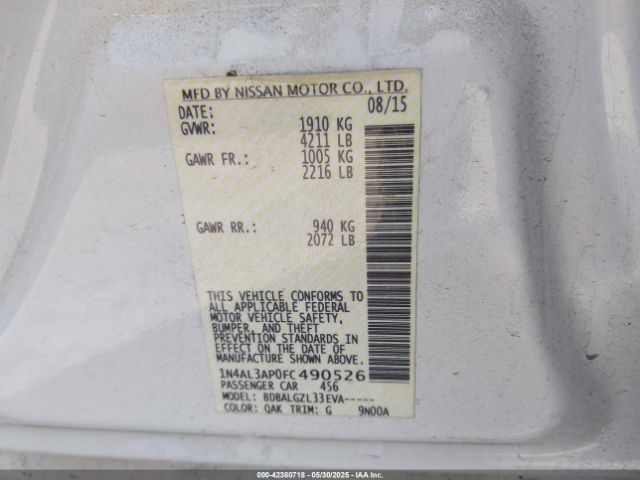 MFD BY NISSAN MOTOR CO., LTD.
DATE: 08/15
GVWR: 1910 KG
4211 LB
GAWR FR.: 1005 KG
2216 LB
GAWR RR.: 940 KG
2072 LB
THIS VEHICLE CONFORMS TO
ALL APPLICABLE FEDERAL
MOTOR VEHICLE SAFETY,
BUMPER, AND THEFT
PREVENTION STANDARDS IN
EFFECT ON THE DATE OF
MANUFACTURE SHOWN ABOVE.
1N4AL3AP0FC490526
PASSENGER CAR 456
MODEL: BDBALGZL33EVA-----
COLOR: QAK TRIM: G 9N00A
000-42380718 | 05/30/2025 | IAA Inc.